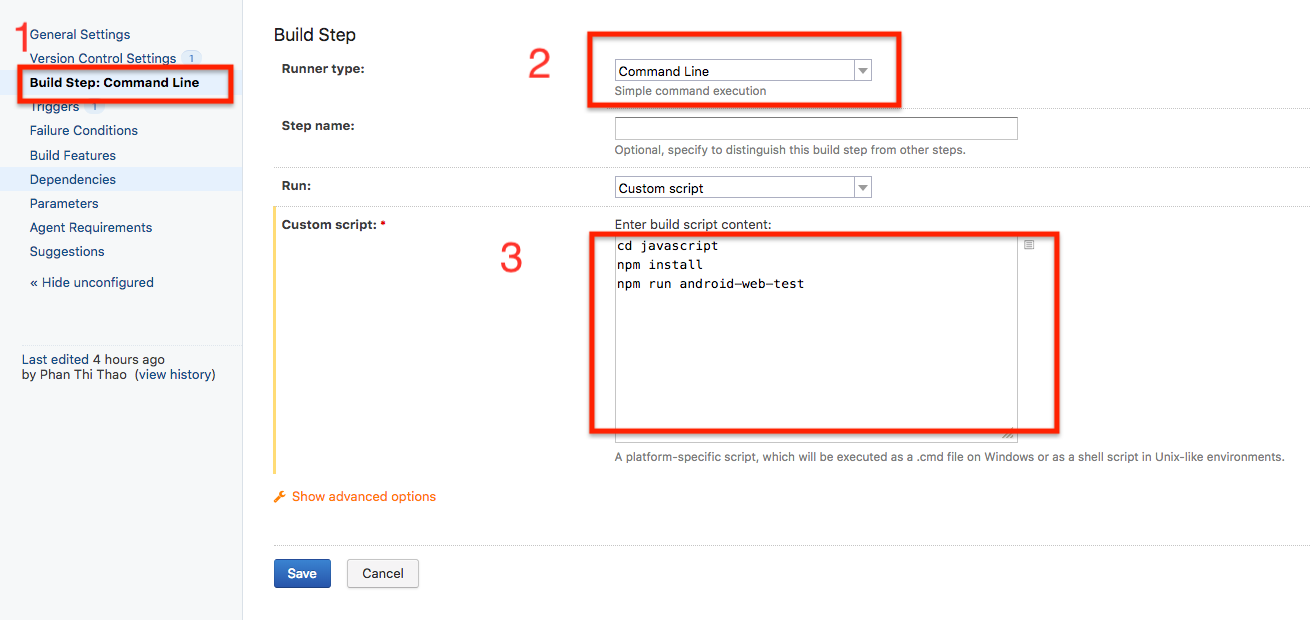 1
General Settings
Version Control Settings 1
Build Step: Command Line
Triggers 1
Failure Conditions
Build Features
Dependencies
Parameters
Agent Requirements
Suggestions
« Hide unconfigured
Last edited 4 hours ago
by Phan Thi Thao (view history)
Build Step
2
Runner type:
Command Line
Simple command execution
Step name:
Optional, specify to distinguish this build step from other steps.
Run:
Custom script
Custom script: *
Enter build script content:
3
cd javascript
npm install
npm run android-web-test
A platform-specific script, which will be executed as a .cmd file on Windows or as a shell script in Unix-like environments.
Show advanced options
Save
Cancel